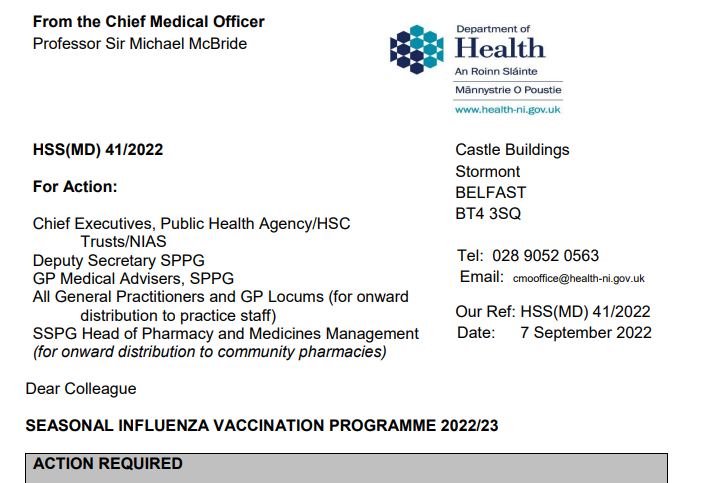 From the Chief Medical Officer
Professor Sir Michael McBride
Department of
Health
An Roinn Sláinte
Männystrie O Poustie
www.health-ni.gov.uk
HSS(MD) 41/2022
For Action:
Chief Executives, Public Health Agency/HSC
Trusts/NIAS
Deputy Secretary SPPG
GP Medical Advisers, SPPG
All General Practitioners and GP Locums (for onward
distribution to practice staff)
SSPG Head of Pharmacy and Medicines Management
(for onward distribution to community pharmacies)
Castle Buildings
Stormont
BELFAST
BT4 3SQ
Tel: 028 9052 0563
Email: cmooffice@health-ni.gov.uk
Our Ref: HSS(MD) 41/2022
Date: 7 September 2022
Dear Colleague
SEASONAL INFLUENZA VACCINATION PROGRAMME 2022/23
ACTION REQUIRED